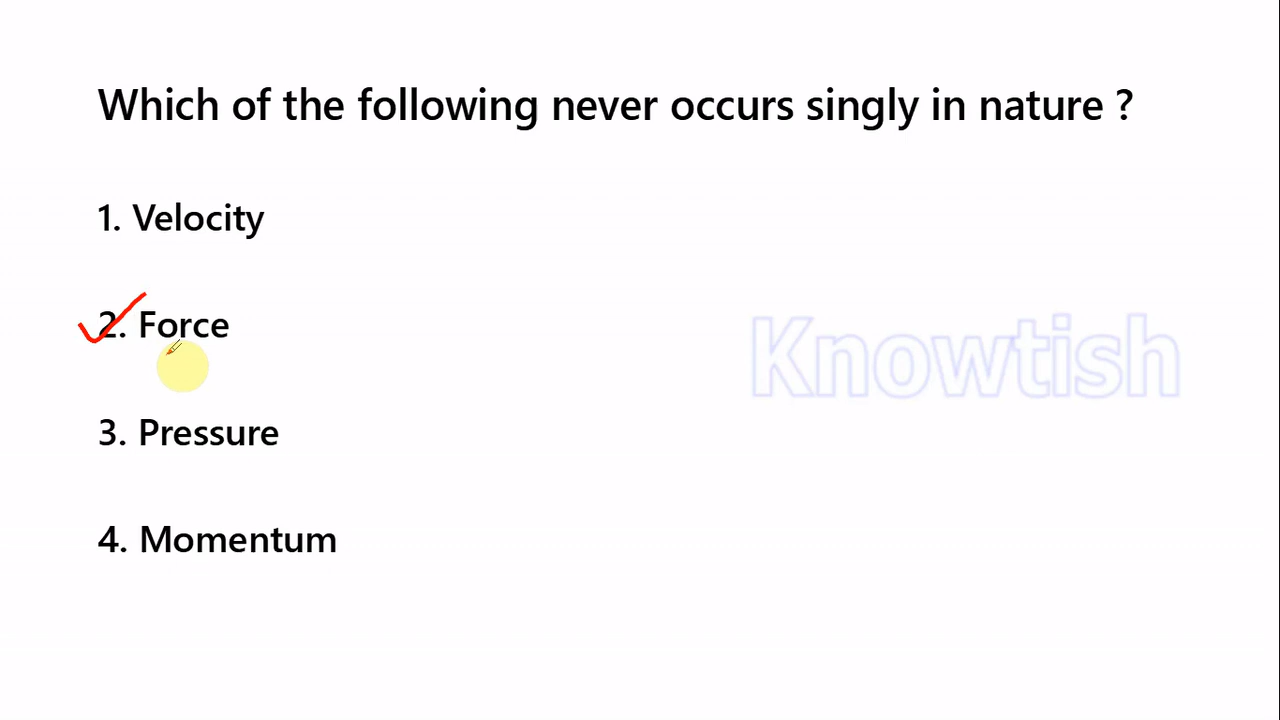 Which of the following never occurs singly in nature ?
1. Velocity
2. Force
Knowtish
3. Pressure
4. Momentum